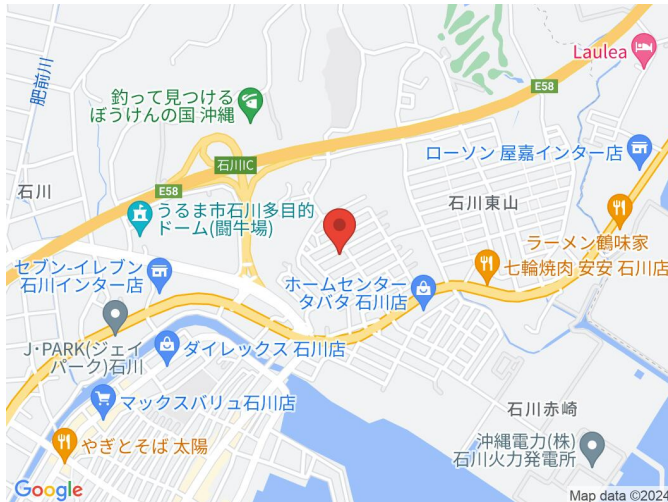 Laulea
肥前川
釣って見つける
ぼうけんの国 沖縄
E58
ローソン 屋嘉インター店
石川IC
石川
E58
石川東山
うるま市石川多目的
ドーム(闘牛場)
ラーメン鶴味家
七輪焼肉 安安 石川店
セブン-イレブン
石川インター店
ホームセンター
タバタ 石川店
J･PARK(ジェイ
パーク)石川
ダイレックス 石川店
マックスバリュ石川店
石川赤崎
やぎとそば 太陽
沖縄電力(株)
石川火力発電所
Google
Map data ©2024